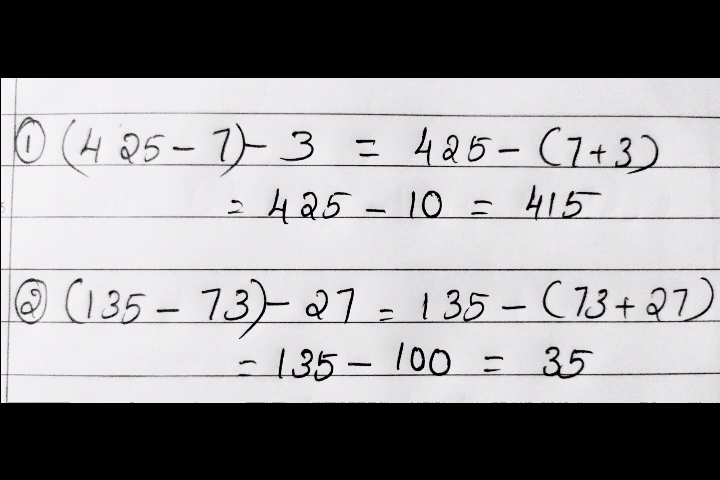 ① (425 - 7) - 3 = 425 - (7+3)
= 425 - 10 = 415
② (135 - 73) - 27 = 135 - (73+27)
= 135 - 100 = 35